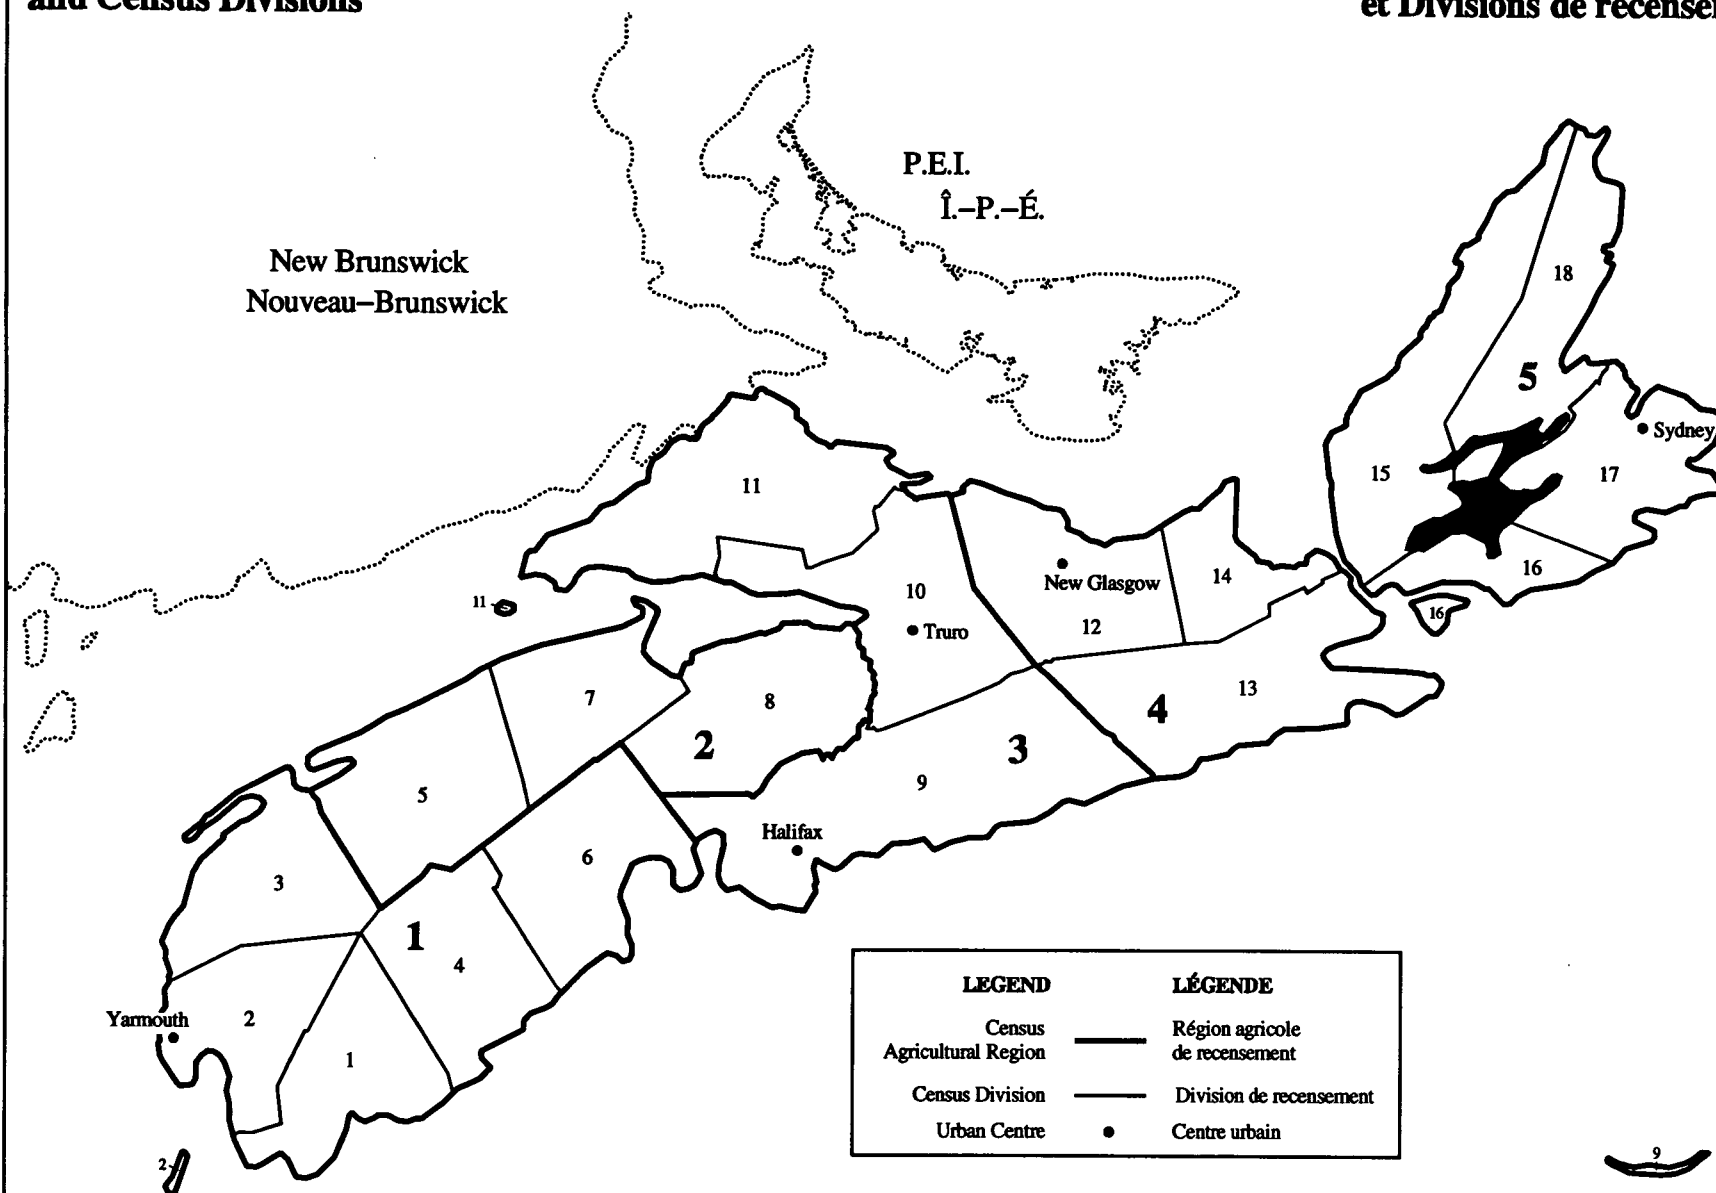 and Census Divisions
et Divisions de recensem
P.E.I.
Î.–P.–É.
New Brunswick
Nouveau–Brunswick
18
5
Sydney
15
17
11
16
14
New Glasgow
10
11
16
12
Truro
13
7
8
4
2
3
9
5
Halifax
6
3
1
4
Yarmouth
2
1
LEGEND
LÉGENDE
Census
Agricultural Region
Région agricole
de recensement
Census Division
Division de recensement
Urban Centre
Centre urbain
2
9